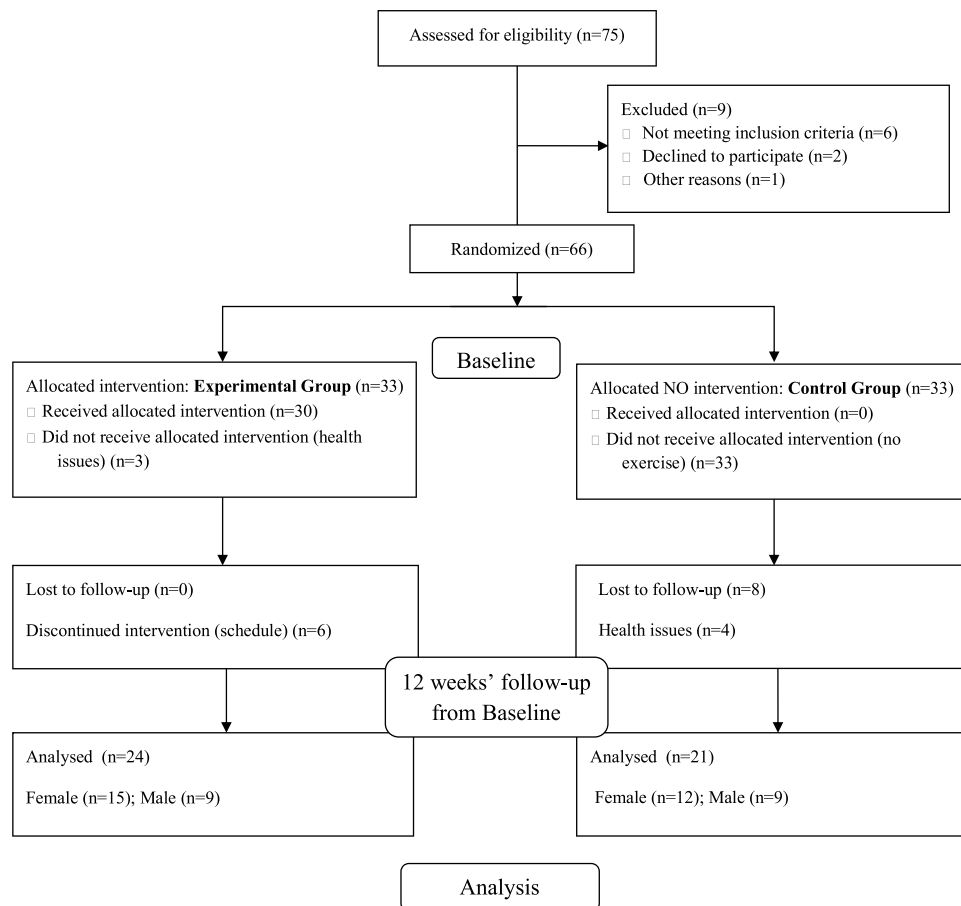 Assessed for eligibility (n=75)
Excluded (n=9)
Not meeting inclusion criteria (n=6)
Declined to participate (n=2)
Other reasons (n=1)
Randomized (n=66)
Baseline
Allocated intervention: Experimental Group (n=33)
Received allocated intervention (n=30)
Did not receive allocated intervention (health
issues) (n=3)
Allocated NO intervention: Control Group (n=33)
Received allocated intervention (n=0)
Did not receive allocated intervention (no
exercise) (n=33)
Lost to follow-up (n=0)
Discontinued intervention (schedule) (n=6)
Lost to follow-up (n=8)
Health issues (n=4)
12 weeks’ follow-up
from Baseline
Analysed (n=24)
Female (n=15); Male (n=9)
Analysed (n=21)
Female (n=12); Male (n=9)
Analysis